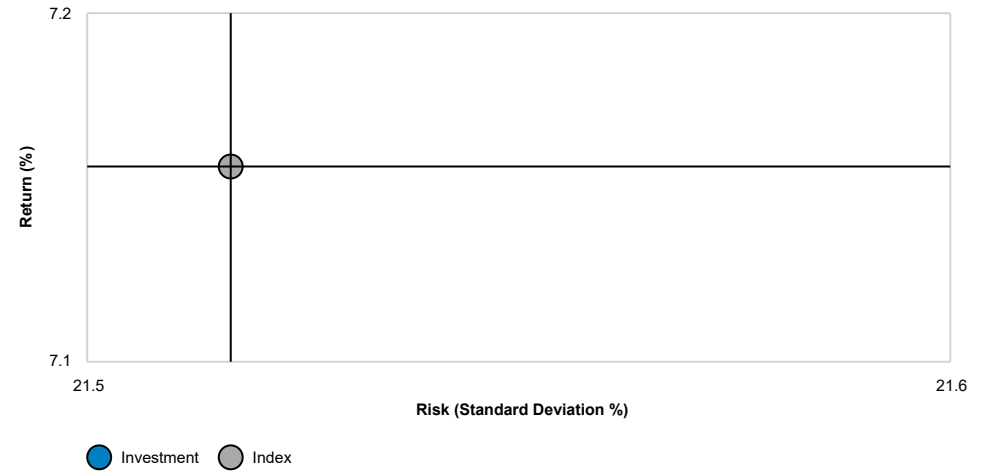 7.2
Return (%)
7.1
21.5
21.6
Risk (Standard Deviation %)
Investment
Index